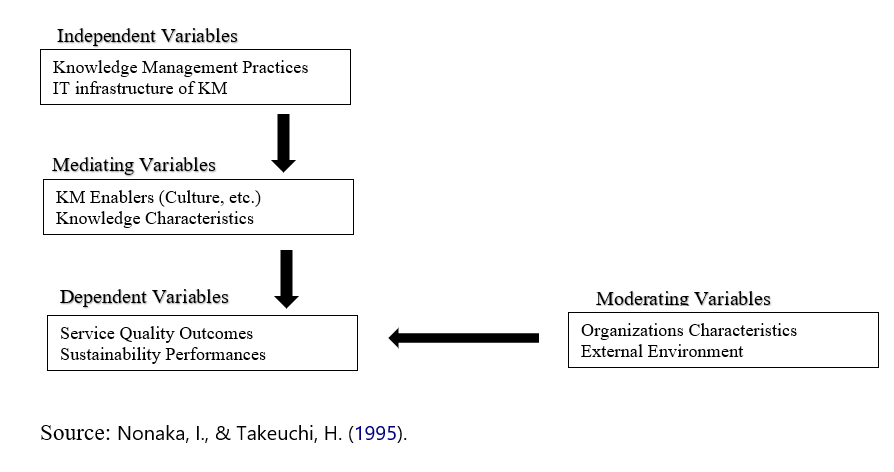 Independent Variables
Knowledge Management Practices
IT infrastructure of KM
Mediating Variables
KM Enablers (Culture, etc.)
Knowledge Characteristics
Dependent Variables
Service Quality Outcomes
Sustainability Performances
Moderating Variables
Organizations Characteristics
External Environment
Source: Nonaka, I., & Takeuchi, H. (1995).